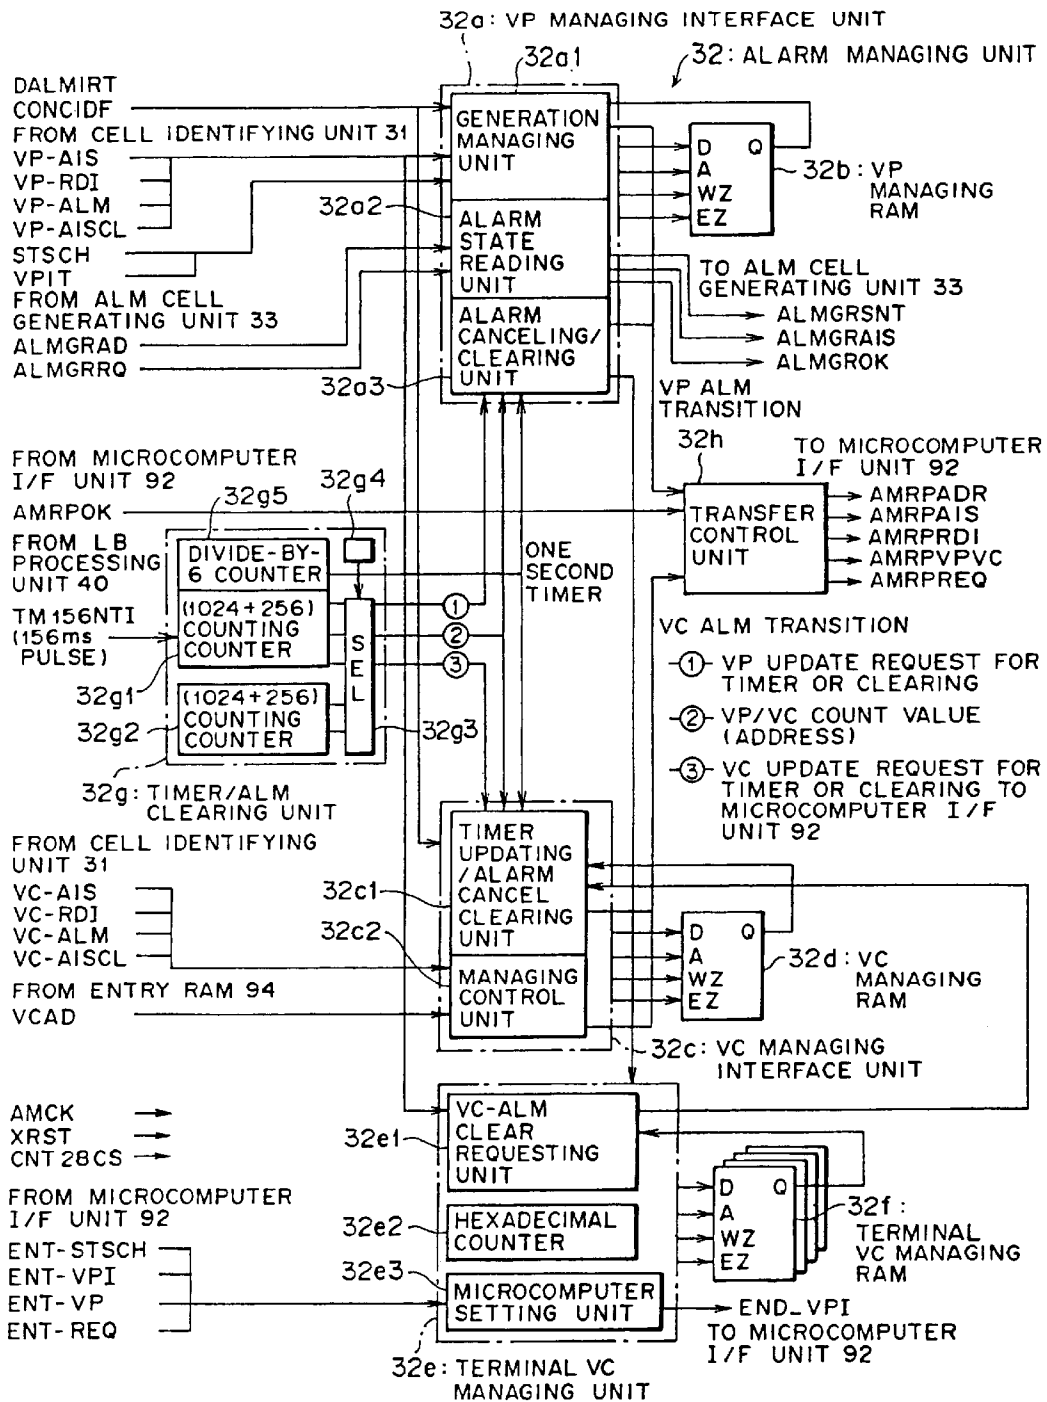 32a: VP MANAGING INTERFACE UNIT
32a1
32: ALARM MANAGING UNIT
DALMIRT
CONCIDF
FROM CELL IDENTIFYING UNIT 31
VP-AIS
VP-RDI
VP-ALM
VP-AISCL
STSCH
VPIT
FROM ALM CELL
GENERATING UNIT 33
ALMGRAD
ALMGRRQ
GENERATION
MANAGING
UNIT
32a2
ALARM
STATE
READING
UNIT
ALARM
CANCELING/
CLEARING
UNIT
32a3
D Q
A
WZ
EZ
32b: VP
MANAGING
RAM
TO ALM CELL
GENERATING UNIT 33
ALMGRSNT
ALMGRAIS
ALMGROK
VP ALM
TRANSITION
32h
TO MICROCOMPUTER
I/F UNIT 92
TRANSFER
CONTROL
UNIT
AMRPADR
AMRPAIS
AMRPRDI
AMRPVPVC
AMRPREQ
FROM MICROCOMPUTER
I/F UNIT 92
AMRPOK
32g5
32g4
FROM LB
PROCESSING
UNIT 40
TM156NTI
(156ms
PULSE)
DIVIDE-BY-
6 COUNTER
(1024+256)
COUNTING
COUNTER
(1024+256)
COUNTING
COUNTER
SEL
32g1
32g2
32g3
32g: TIMER/ALM
CLEARING UNIT
1
2
3
ONE
SECOND
TIMER
VC ALM TRANSITION
1 VP UPDATE REQUEST FOR
TIMER OR CLEARING
2 VP/VC COUNT VALUE
(ADDRESS)
3 VC UPDATE REQUEST FOR
TIMER OR CLEARING TO
MICROCOMPUTER I/F
UNIT 92
FROM CELL IDENTIFYING
UNIT 31
VC-AIS
VC-RDI
VC-ALM
VC-AISCL
FROM ENTRY RAM 94
VCAD
32c1
TIMER
UPDATING
/ALARM
CANCEL
CLEARING
UNIT
32c2
MANAGING
CONTROL
UNIT
D Q
A
WZ
EZ
32d: VC
MANAGING
RAM
32c: VC MANAGING
INTERFACE UNIT
AMCK
XRST
CNT28CS
FROM MICROCOMPUTER
I/F UNIT 92
ENT-STSCH
ENT-VPI
ENT-VP
ENT-REQ
32e1
VC-ALM
CLEAR
REQUESTING
UNIT
32e2
HEXADECIMAL
COUNTER
32e3
MICROCOMPUTER
SETTING UNIT
D Q
A
WZ
EZ
32f:
TERMINAL
VC MANAGING
RAM
END_VPI
TO MICROCOMPUTER
I/F UNIT 92
32e: TERMINAL VC
MANAGING UNIT